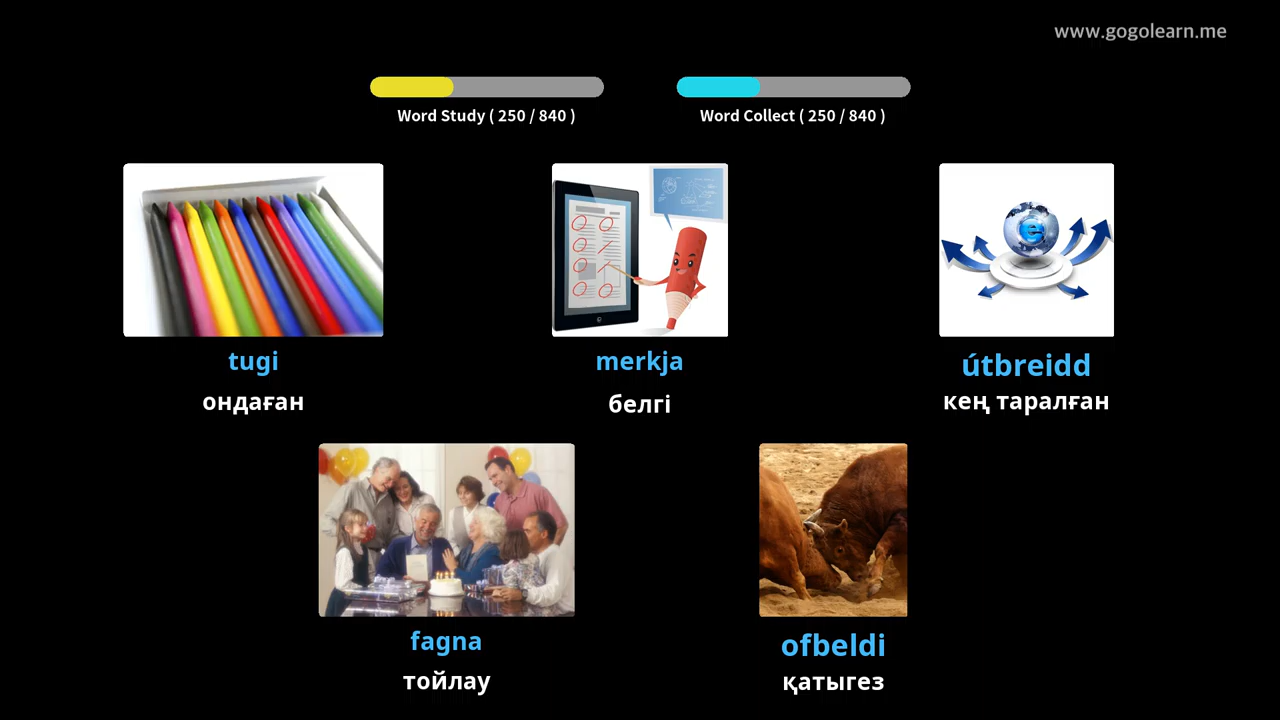 www.gogolearn.me
Word Study ( 250 / 840 )
Word Collect ( 250 / 840 )
tugi
merkja
útbreidd
ондаған
белгі
кең таралған
fagna
ofbeldi
тойлау
қатыгез